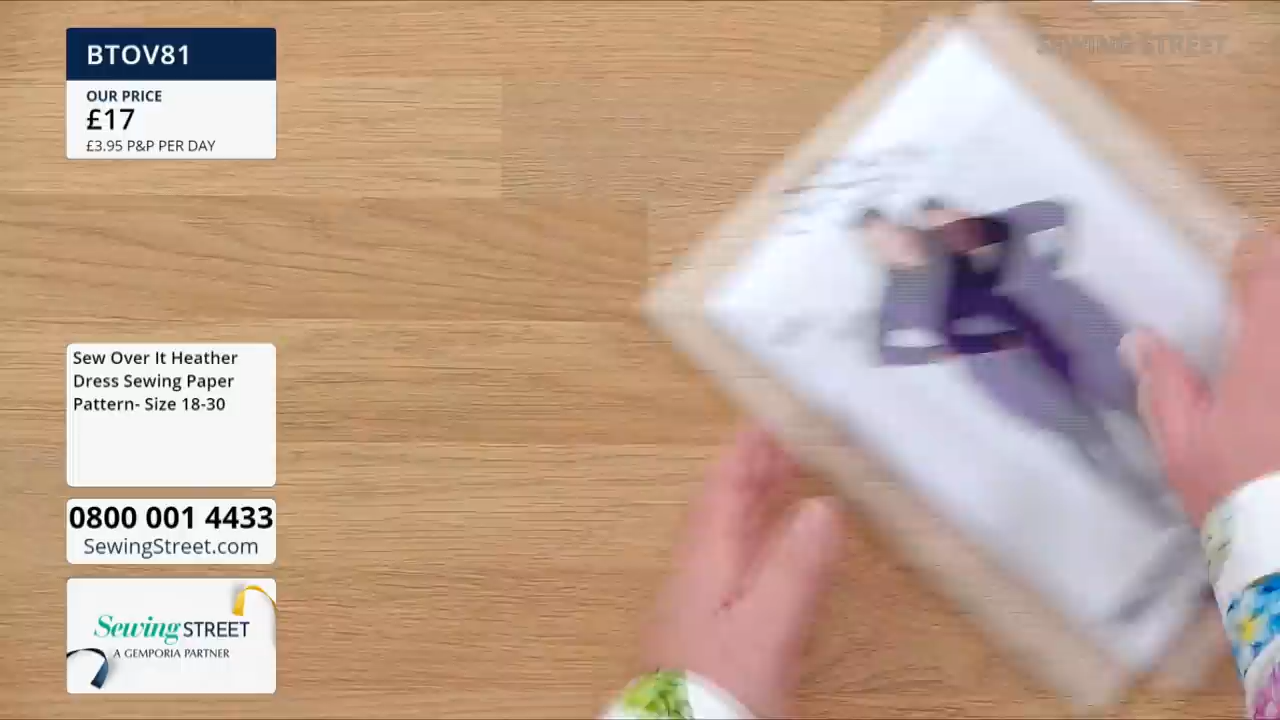 BTOV81
OUR PRICE
£17
£3.95 P&P PER DAY
SEWING STREET
Sew Over It Heather
Dress Sewing Paper
Pattern- Size 18-30
0800 001 4433
SewingStreet.com
Sewing STREET
A GEMPORIA PARTNER